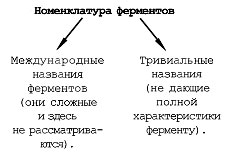 Номенклатура ферментов
Международные
названия
ферментов
(они сложные
и здесь
не рассматрива-
ются).
Тривиальные
названия
(не дающие
полной
характеристики
ферменту).